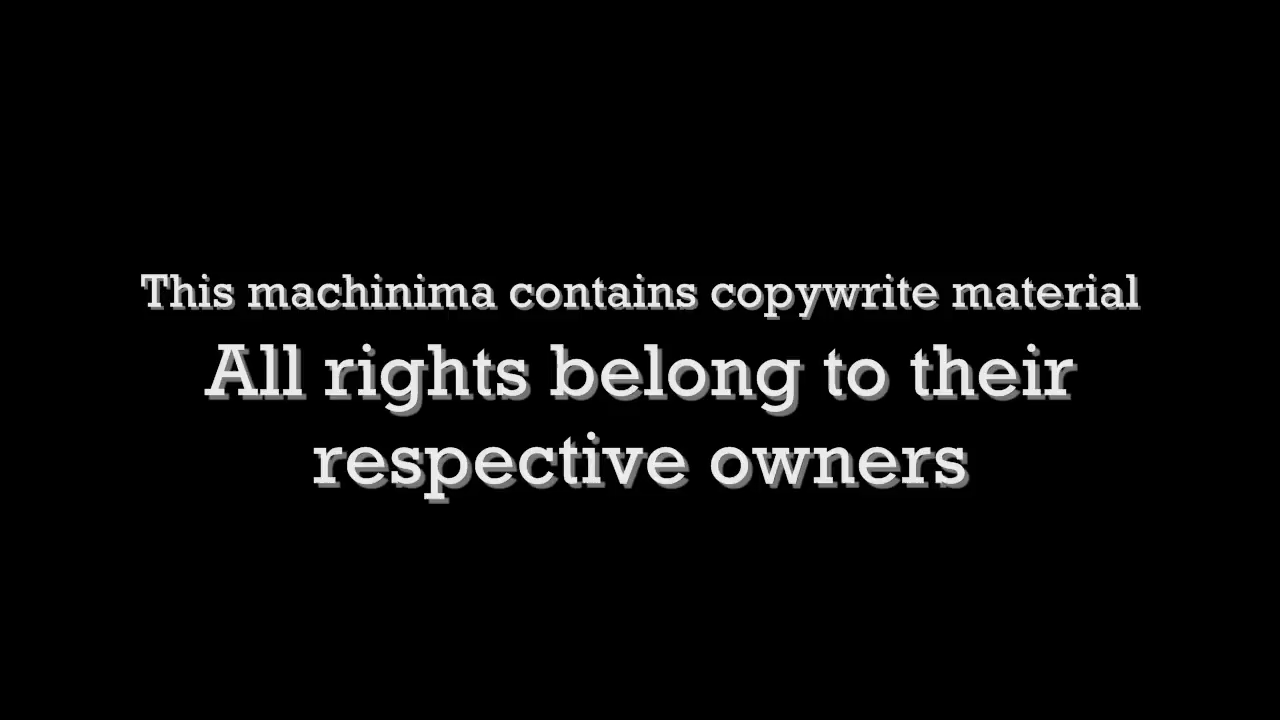 This machinima contains copywrite material
All rights belong to their
respective owners